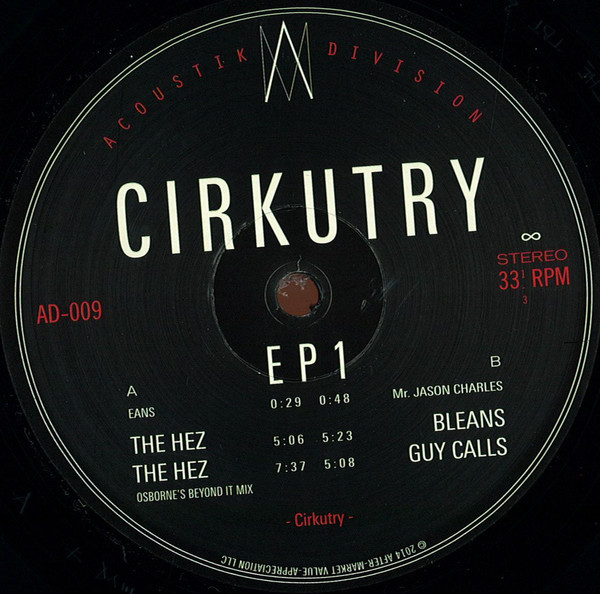 ACOUSTIK DIVISION
CIRKUTRY
∞
STEREO
33 1/3 RPM
AD-009
EP1
A
B
EANS 0:29 0:48 Mr. JASON CHARLES
THE HEZ 5:06 5:23 BLEANS
THE HEZ 7:37 5:08 GUY CALLS
OSBORNE'S BEYOND IT MIX
- Cirkutry -
© 2014 AFTER-MARKET VALUE-APPRECIATION LLC